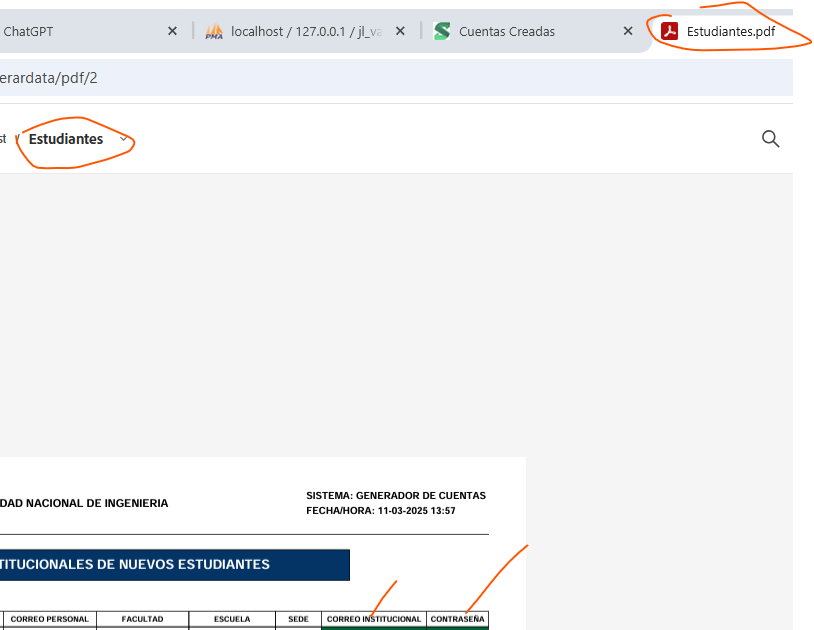 ChatGPT
localhost / 127.0.0.1 / jl_va
Cuentas Creadas
Estudiantes.pdf
erardata/pdf/2
st / Estudiantes
DAD NACIONAL DE INGENIERIA
SISTEMA: GENERADOR DE CUENTAS
FECHA/HORA: 11-03-2025 13:57
TITUCIONALES DE NUEVOS ESTUDIANTES
CORREO PERSONAL FACULTAD ESCUELA SEDE CORREO INSTITUCIONAL CONTRASEÑA